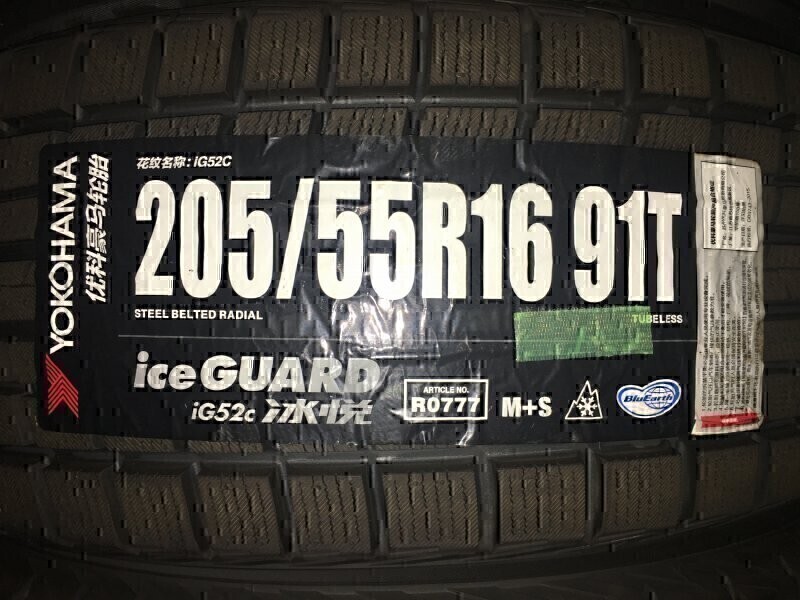 YOKOHAMA
优科豪马轮胎
花纹名称：iG52C
205/55R16 91T
STEEL BELTED RADIAL
TUBELESS
iceGUARD
iG52c 冰·悦
ARTICLE NO.
R0777
M+S
BluEarth